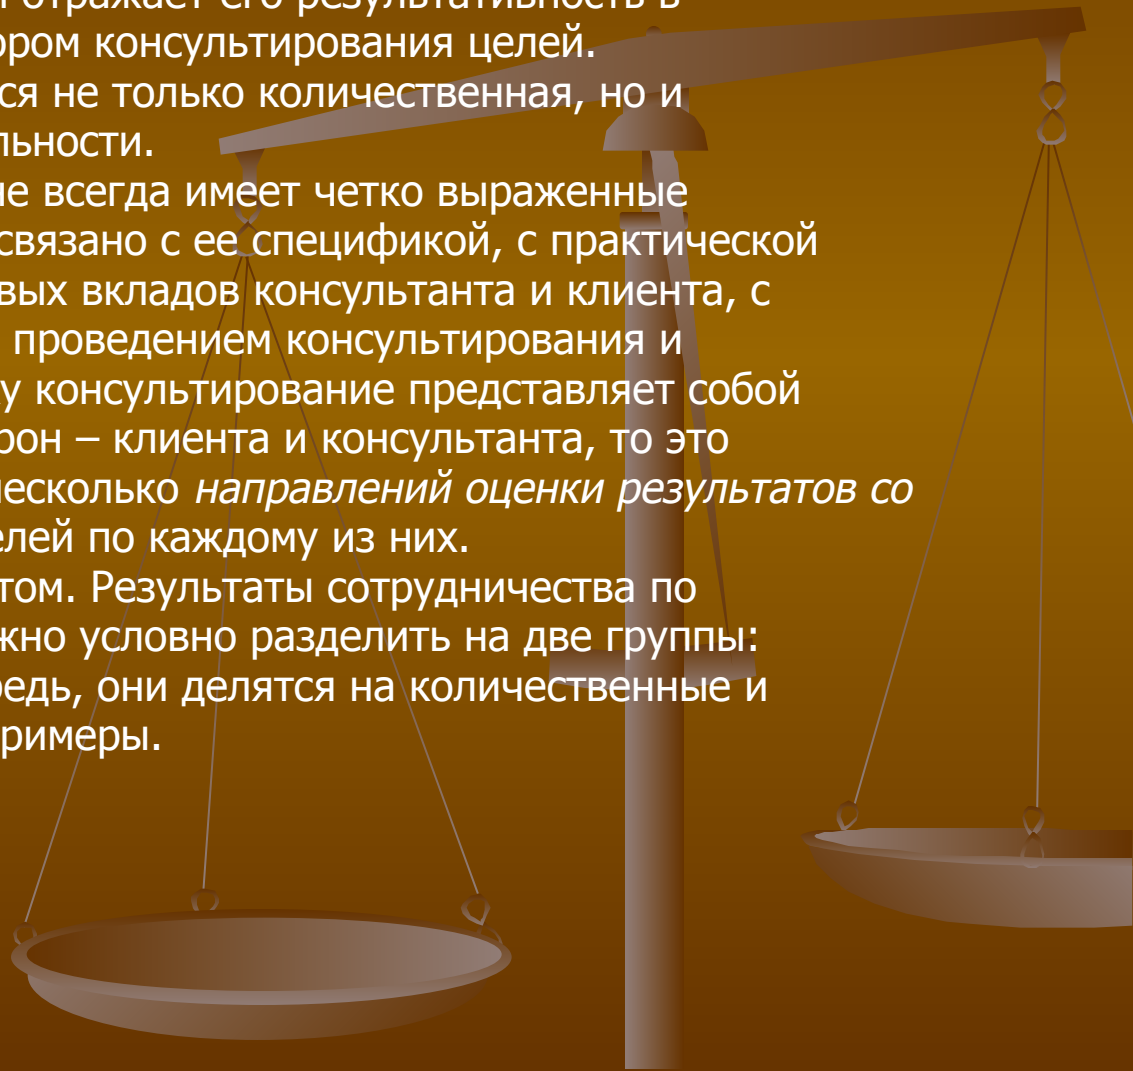 отражает его результативность в
ором консультирования целей.
ся не только количественная, но и
льности.
не всегда имеет четко выраженные
связано с ее спецификой, с практической
вых вкладов консультанта и клиента, с
проведением консультирования и
у консультирование представляет собой
рон – клиента и консультанта, то это
несколько направлений оценки результатов со
елей по каждому из них.
том. Результаты сотрудничества по
жно условно разделить на две группы:
редь, они делятся на количественные и
римеры.